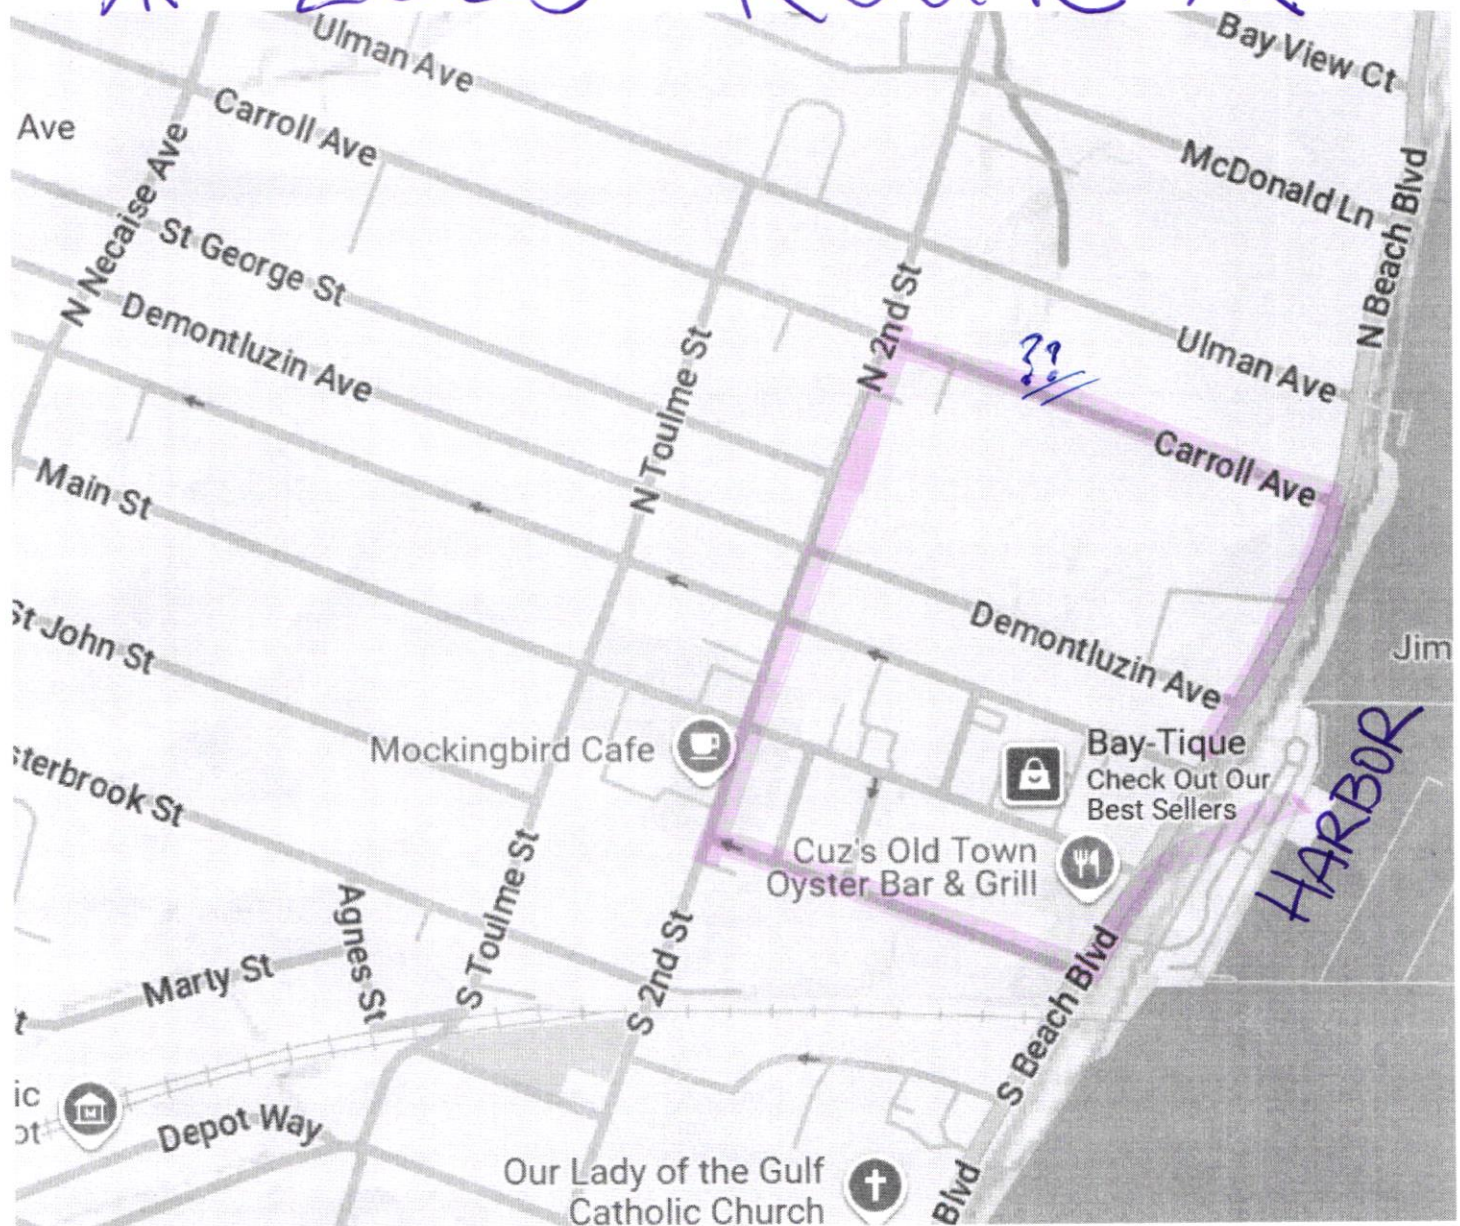 Ulman Ave
Bay View Ct
Carroll Ave
Ave
McDonald Ln
N Beach Blvd
N Necaise Ave
St George St
N 2nd St
??
Ulman Ave
Demontluzin Ave
N Toulme St
Carroll Ave
Main St
Demontluzin Ave
St John St
Jim
Mockingbird Cafe
Bay-Tique
Check Out Our
Best Sellers
HARBOR
sterbrook St
Cuz's Old Town
Oyster Bar & Grill
Agnes St
S Toulme St
S 2nd St
S Beach Blvd
Marty St
t
ic
ot
Depot Way
Our Lady of the Gulf
Catholic Church
Blvd